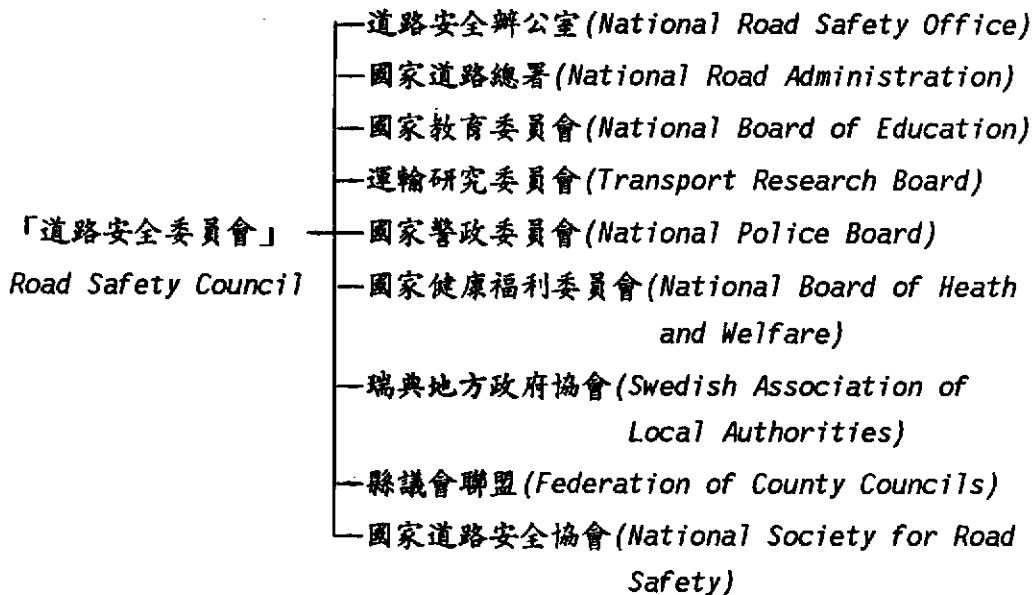 道路安全辦公室(National Road Safety Office)
國家道路總署(National Road Administration)
國家教育委員會(National Board of Education)
運輸研究委員會(Transport Research Board)
「道路安全委員會」
國家警政委員會(National Police Board)
Road Safety Council
國家健康福利委員會(National Board of Heath
and Welfare)
瑞典地方政府協會(Swedish Association of
Local Authorities)
縣議會聯盟(Federation of County Councils)
國家道路安全協會(National Society for Road
Safety)